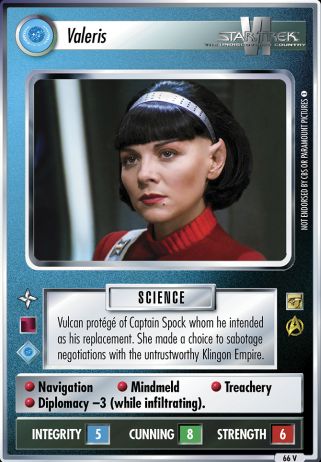 Valeris
STAR TREK
VI
THE UNDISCOVERED COUNTRY
NOT ENDORSED BY CBS OR PARAMOUNT PICTURES
SCIENCE
Vulcan protégé of Captain Spock whom he intended
as his replacement. She made a choice to sabotage
negotiations with the untrustworthy Klingon Empire.
Navigation Mindmeld Treachery
Diplomacy –3 (while infiltrating).
INTEGRITY 5 CUNNING 8 STRENGTH 6
66 V